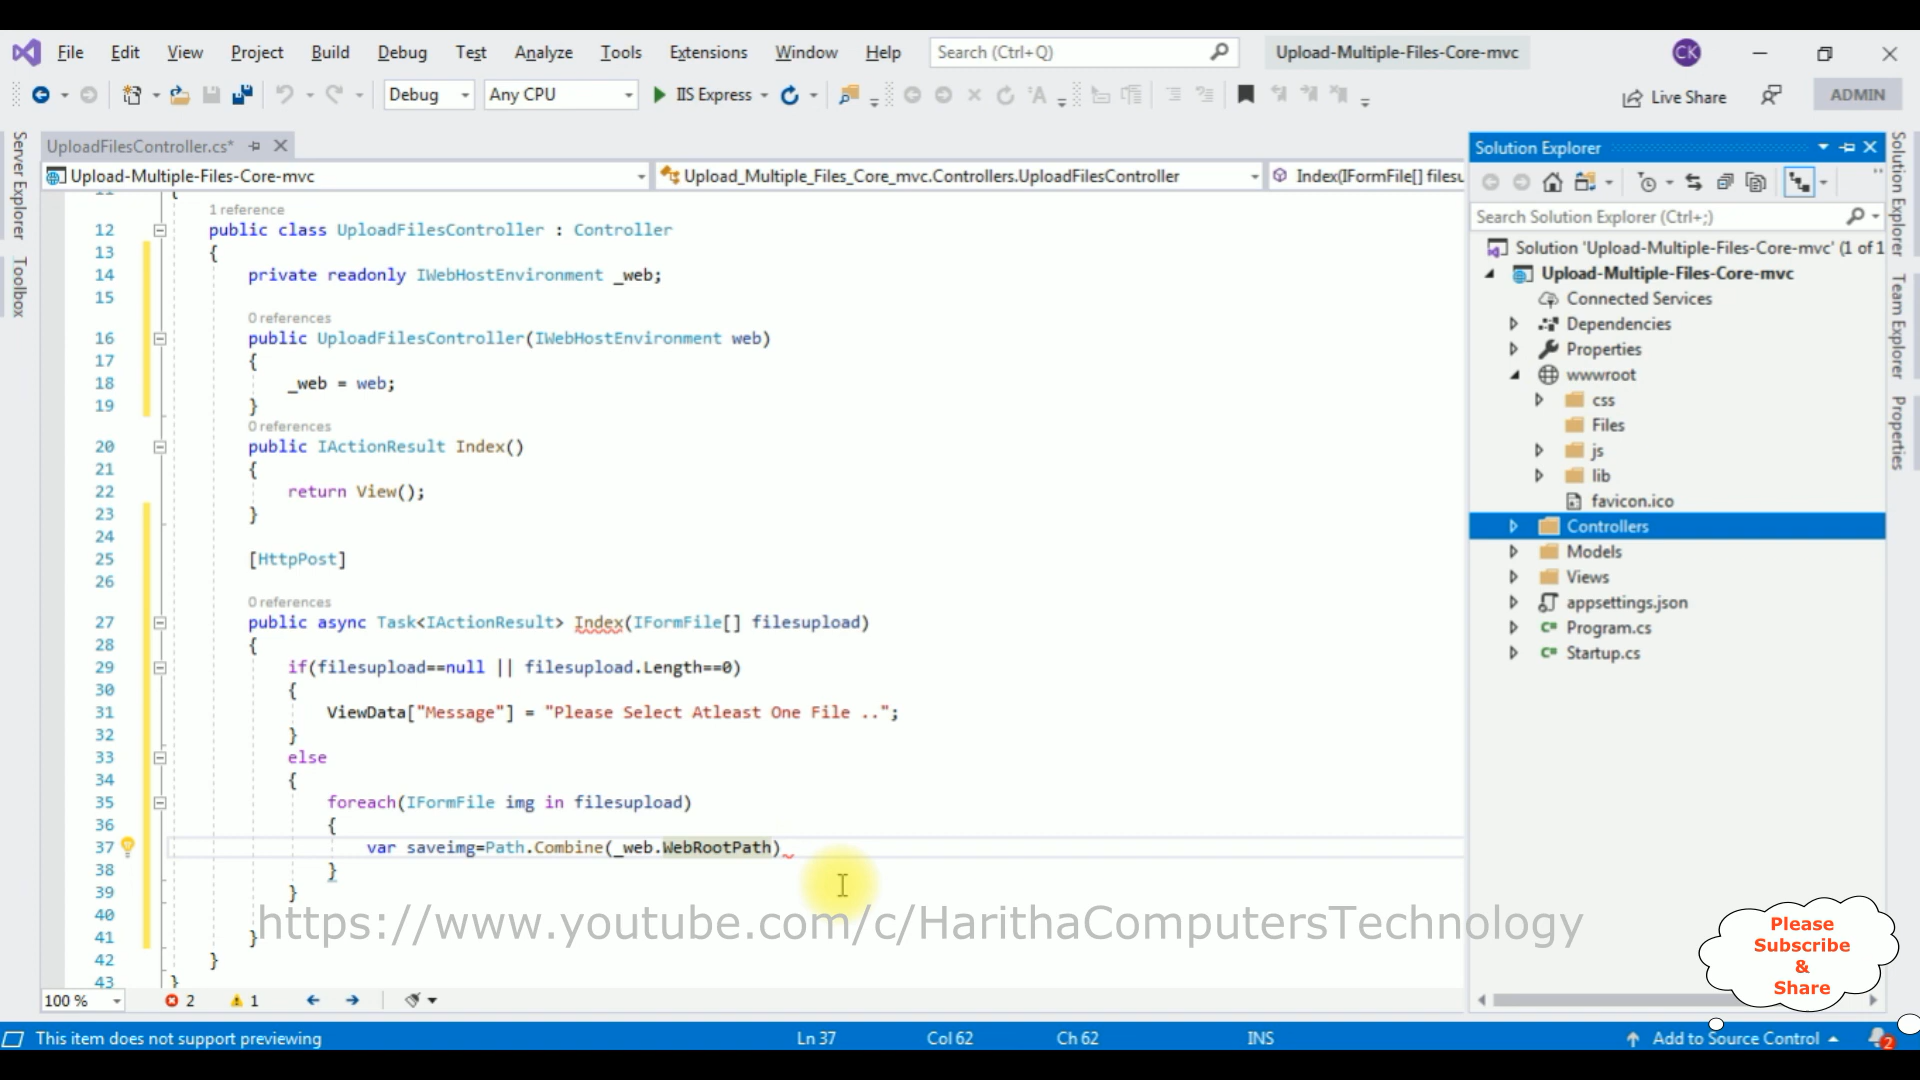 File Edit View Project Build Debug Test Analyze Tools Extensions Window Help Search (Ctrl+Q) Upload-Multiple-Files-Core-mvc CK
Debug Any CPU IIS Express Live Share ADMIN
Server Explorer
Toolbox
UploadFilesController.cs*
Upload-Multiple-Files-Core-mvc Upload_Multiple_Files_Core_mvc.Controllers.UploadFilesController Index(IFormFile[] filesu
11 {
1 reference
12 public class UploadFilesController : Controller
13 {
14 private readonly IWebHostEnvironment _web;
15
0 references
16 public UploadFilesController(IWebHostEnvironment web)
17 {
18 _web = web;
19 }
0 references
20 public IActionResult Index()
21 {
22 return View();
23 }
24
25 [HttpPost]
26
0 references
27 public async Task<IActionResult> Index(IFormFile[] filesupload)
28 {
29 if(filesupload==null || filesupload.Length==0)
30 {
31 ViewData["Message"] = "Please Select Atleast One File ..";
32 }
33 else
34 {
35 foreach(IFormFile img in filesupload)
36 {
37 var saveimg=Path.Combine(_web.WebRootPath)
38 }
39 }
40
41 }
42 }
43 }
https://www.youtube.com/c/HarithaComputersTechnology
100 % 2 1
Solution Explorer
Search Solution Explorer (Ctrl+;)
Solution 'Upload-Multiple-Files-Core-mvc' (1 of 1
Upload-Multiple-Files-Core-mvc
Connected Services
Dependencies
Properties
wwwroot
css
Files
js
lib
favicon.ico
Controllers
Models
Views
appsettings.json
Program.cs
Startup.cs
Solution Explorer
Team Explorer
Properties
Please
Subscribe
&
Share
This item does not support previewing Ln 37 Col 62 Ch 62 INS Add to Source Control 2